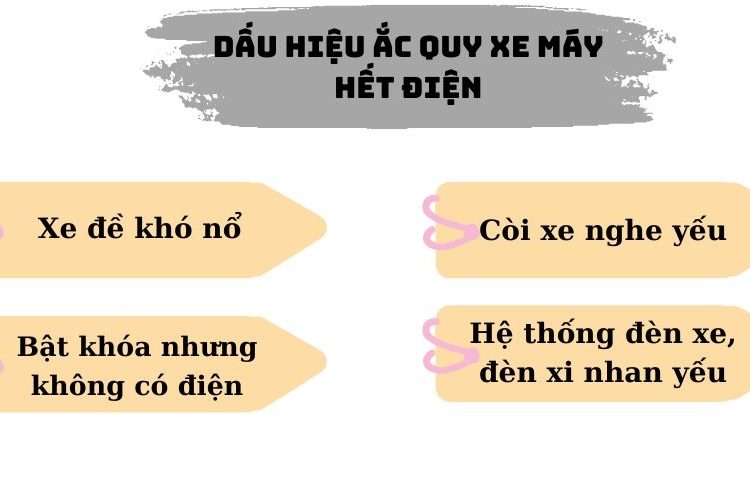 DẤU HIỆU ẮC QUY XE MÁY
HẾT ĐIỆN
Xe đề khó nổ
Còi xe nghe yếu
Bật khóa nhưng
không có điện
Hệ thống đèn xe,
đèn xi nhan yếu